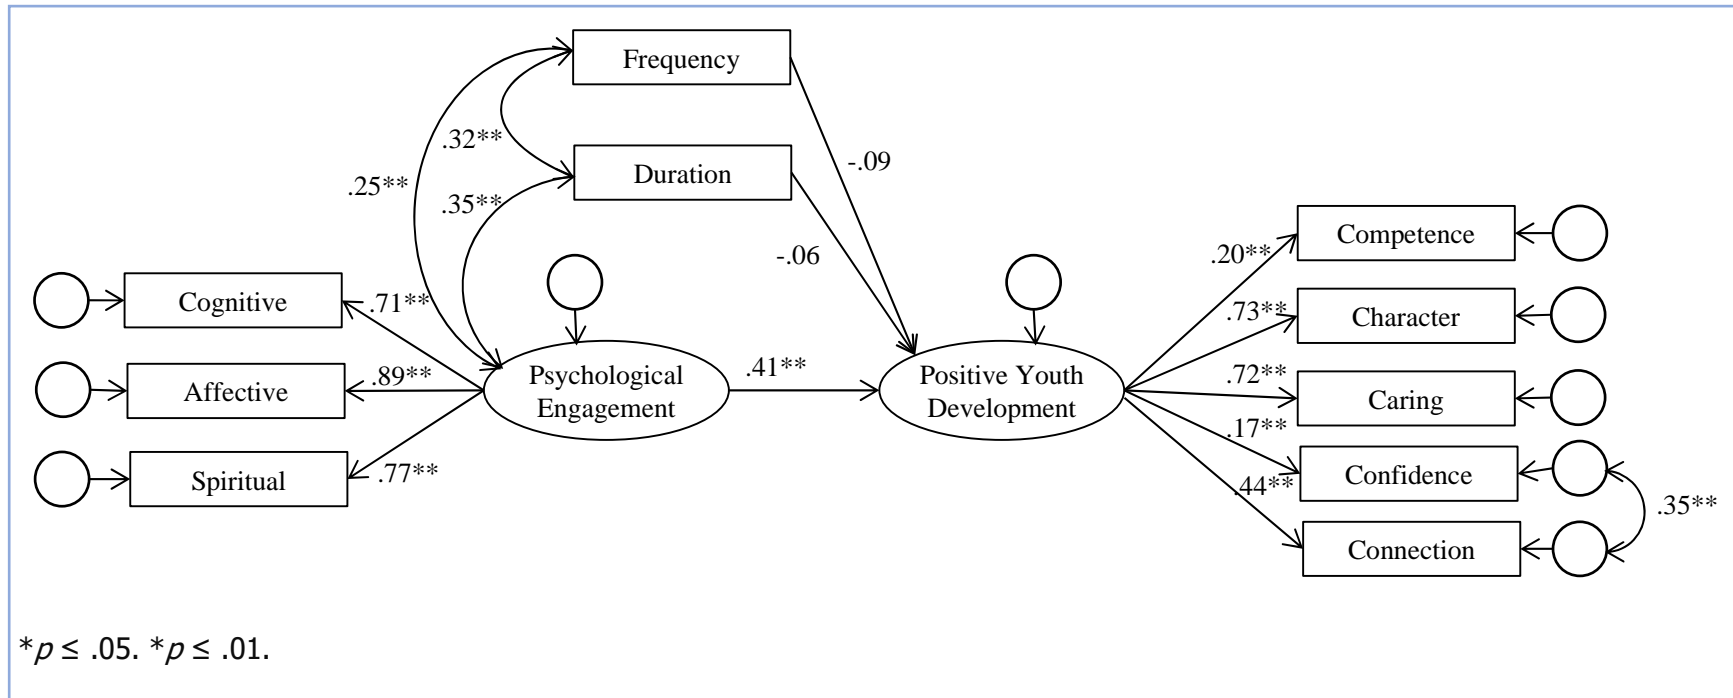 Frequency
.32**
Duration
-.09
.25**
.35**
-.06
Competence
.20**
Cognitive
.71**
.73**
Character
Psychological
Engagement
.41**
Positive Youth
Development
.89**
Affective
.72**
Caring
.17**
Spiritual
.77**
.44**
Confidence
.35**
Connection
*p ≤ .05. *p ≤ .01.